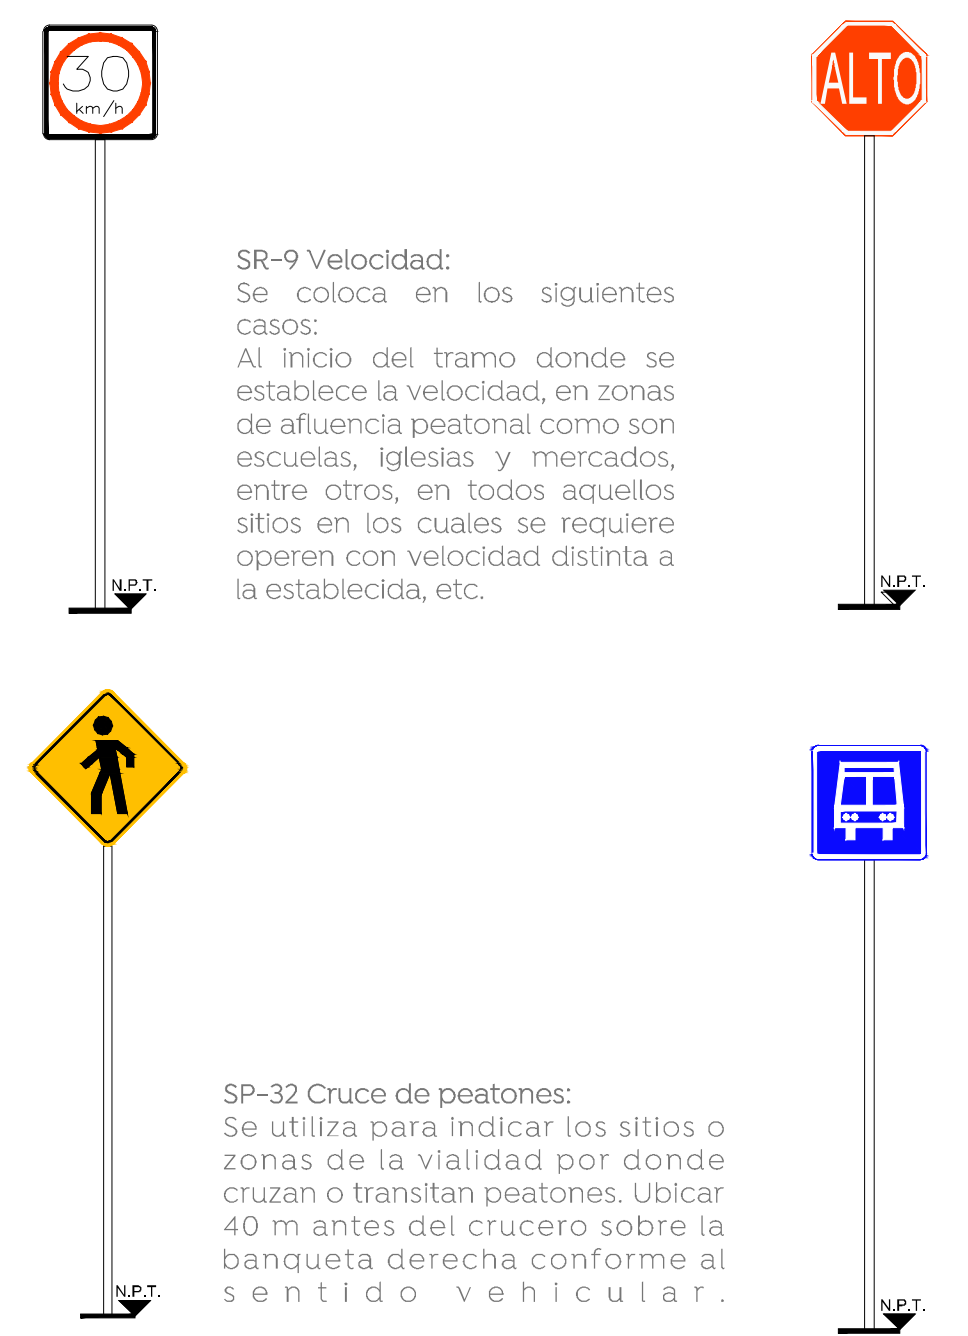 30
km/h
ALTO
SR-9 Velocidad:
Se coloca en los siguientes
casos:
Al inicio del tramo donde se
establece la velocidad, en zonas
de afluencia peatonal como son
escuelas, iglesias y mercados,
entre otros, en todos aquellos
sitios en los cuales se requiere
operen con velocidad distinta a
la establecida, etc.
N.P.T.
N.P.T.
SP-32 Cruce de peatones:
Se utiliza para indicar los sitios o
zonas de la vialidad por donde
cruzan o transitan peatones. Ubicar
40 m antes del crucero sobre la
banqueta derecha conforme al
sentido vehicular.
N.P.T.
N.P.T.